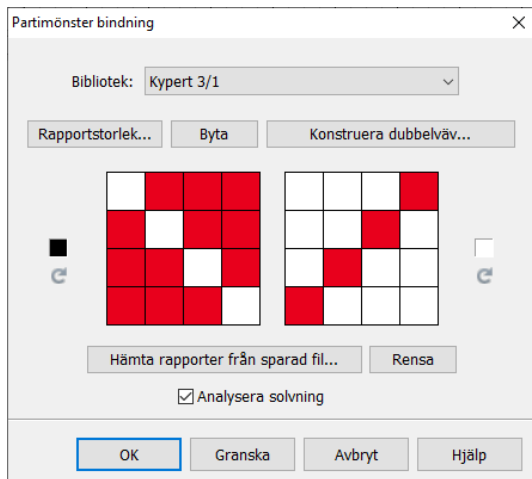 Partimönster bindning
Bibliotek: Kypert 3/1
Rapportstorlek... Byta Konstruera dubbelväv...
Hämta rapporter från sparad fil... Rensa
Analysera solvning
OK Granska Avbryt Hjälp